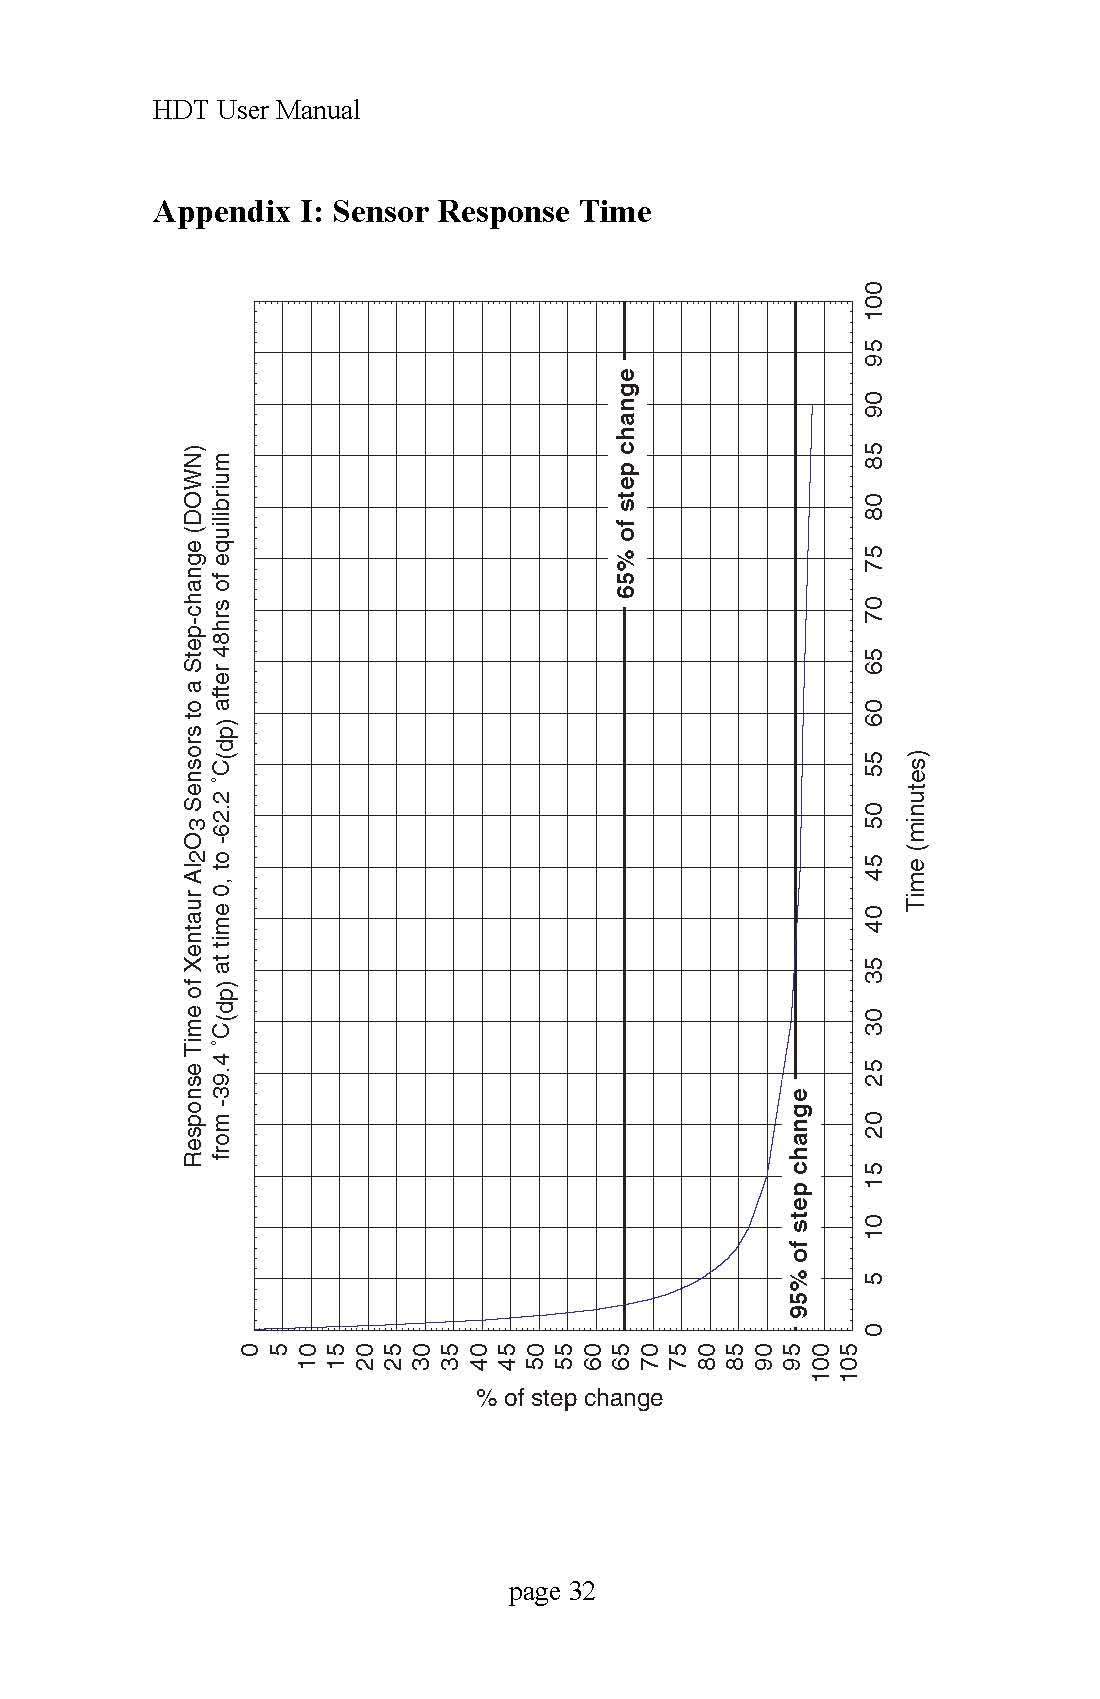 HDT User Manual
Appendix I: Sensor Response Time
Response Time of Xentaur Al2O3 Sensors to a Step-change (DOWN)
from -39.4 ˚C(dp) at time 0, to -62.2 ˚C(dp) after 48hrs of equilibrium
% of step change
0 5 10 15 20 25 30 35 40 45 50 55 60 65 70 75 80 85 90 95 100 105
65% of step change
95% of step change
0 5 10 15 20 25 30 35 40 45 50 55 60 65 70 75 80 85 90 95 100
Time (minutes)
page 32